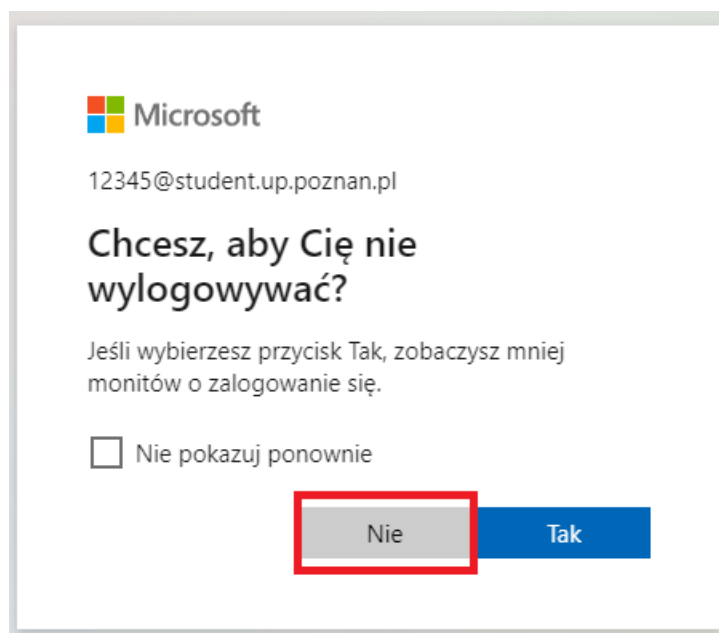 Microsoft
12345@student.up.poznan.pl
Chcesz, aby Cię nie
wylogowywać?
Jeśli wybierzesz przycisk Tak, zobaczysz mniej
monitów o zalogowanie się.
Nie pokazuj ponownie
Nie Tak